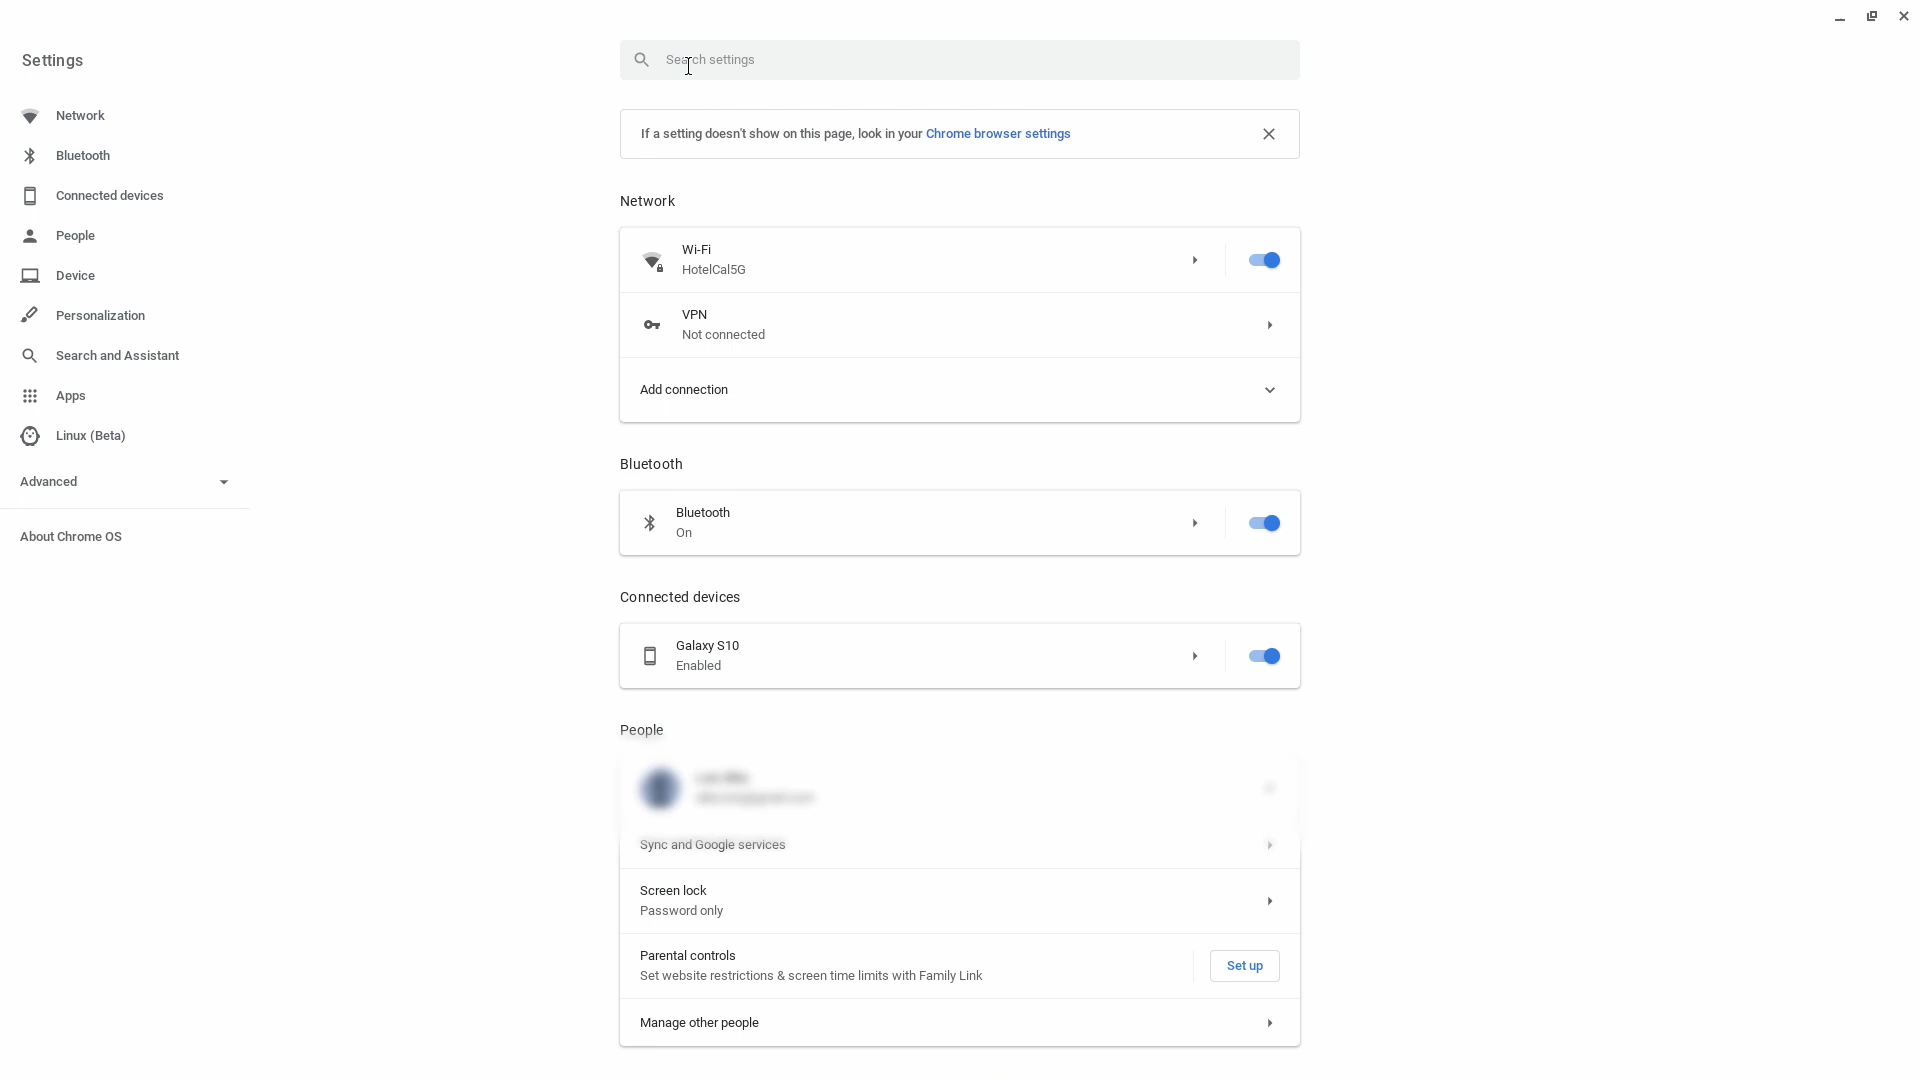 Settings
Search settings
Network
Bluetooth
Connected devices
People
Device
Personalization
Search and Assistant
Apps
Linux (Beta)
Advanced
About Chrome OS
If a setting doesn't show on this page, look in your Chrome browser settings
Network
Wi-Fi
HotelCal5G
VPN
Not connected
Add connection
Bluetooth
Bluetooth
On
Connected devices
Galaxy S10
Enabled
People
Sync and Google services
Screen lock
Password only
Parental controls
Set website restrictions & screen time limits with Family Link
Set up
Manage other people